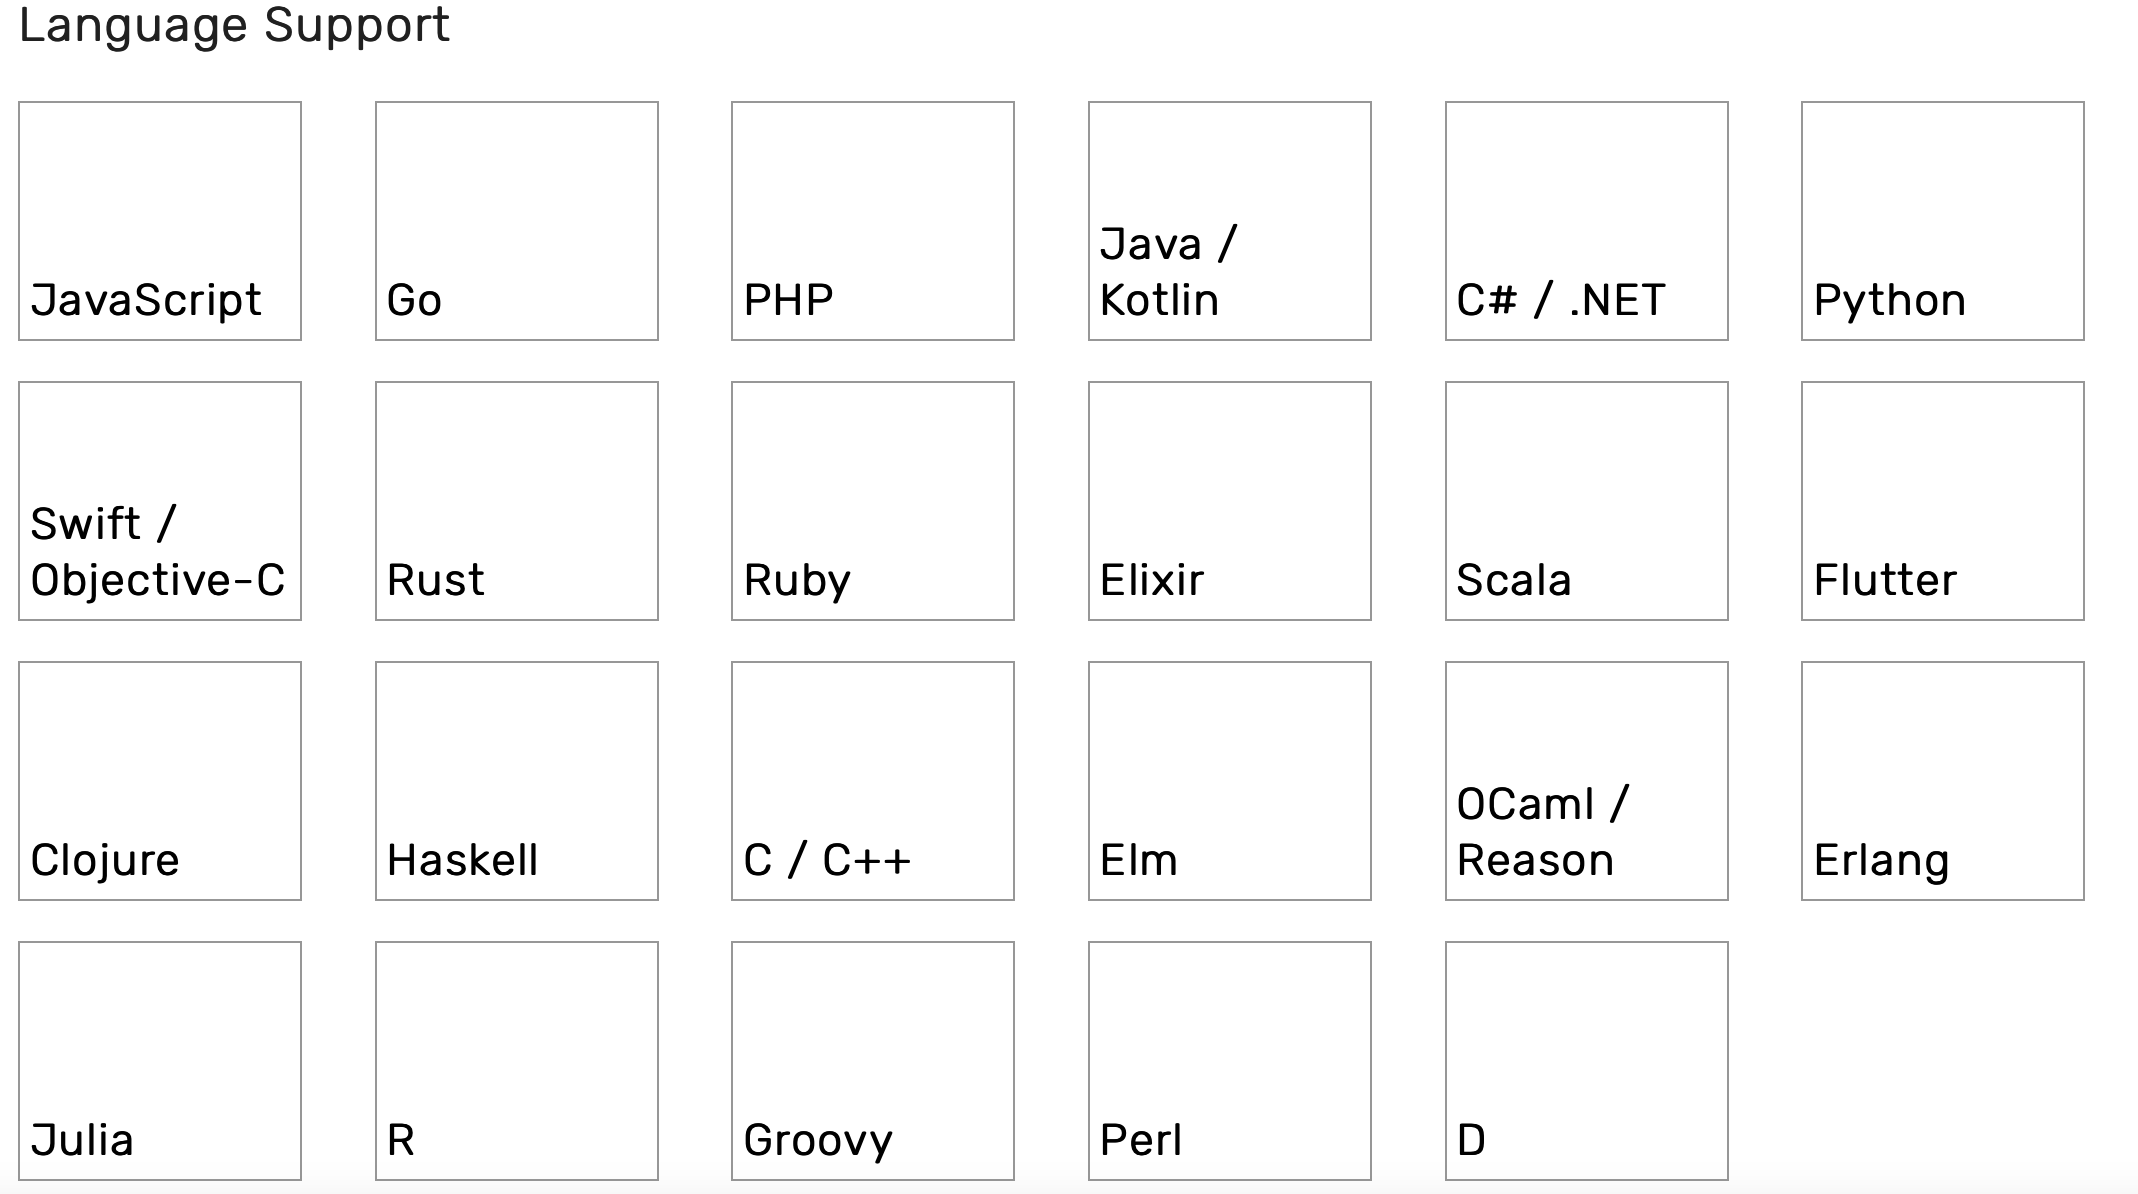 Language Support
JavaScript
Go
PHP
Java /
Kotlin
C# / .NET
Python
Swift /
Objective-C
Rust
Ruby
Elixir
Scala
Flutter
Clojure
Haskell
C / C++
Elm
OCaml /
Reason
Erlang
Julia
R
Groovy
Perl
D